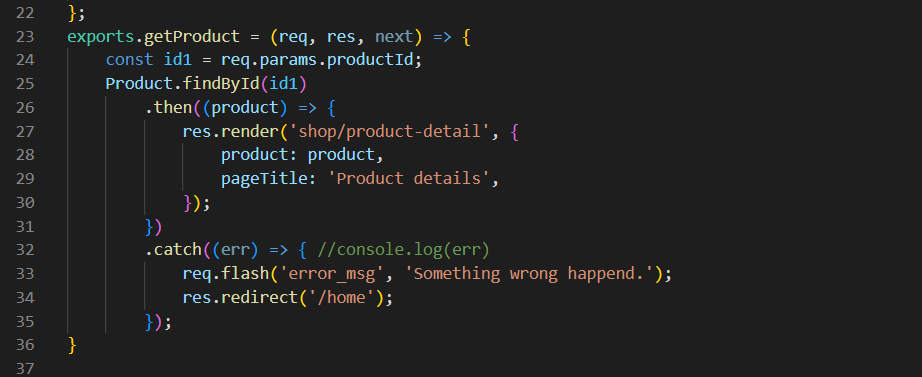 22 };
23 exports.getProduct = (req, res, next) => {
24 const id1 = req.params.productId;
25 Product.findById(id1)
26 .then((product) => {
27 res.render('shop/product-detail', {
28 product: product,
29 pageTitle: 'Product details',
30 });
31 })
32 .catch((err) => { //console.log(err)
33 req.flash('error_msg', 'Something wrong happend.');
34 res.redirect('/home');
35 });
36 }
37